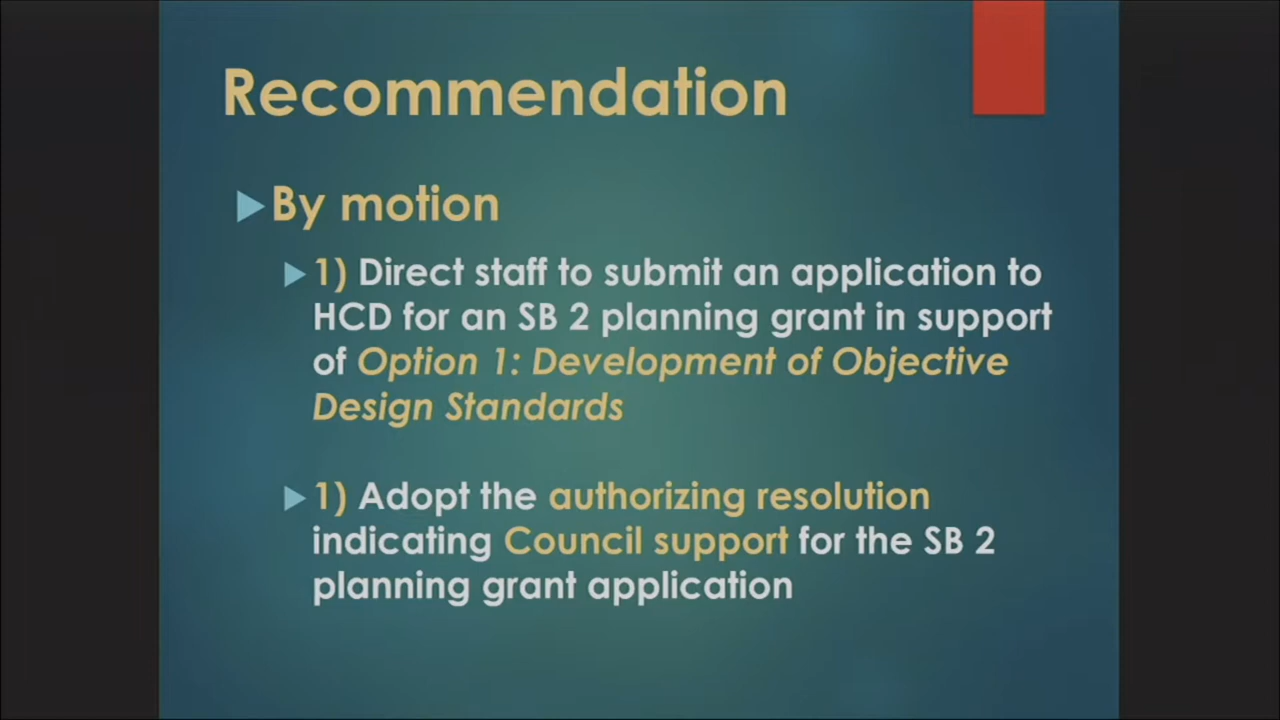 Recommendation
By motion
1) Direct staff to submit an application to
HCD for an SB 2 planning grant in support
of Option 1: Development of Objective
Design Standards
1) Adopt the authorizing resolution
indicating Council support for the SB 2
planning grant application